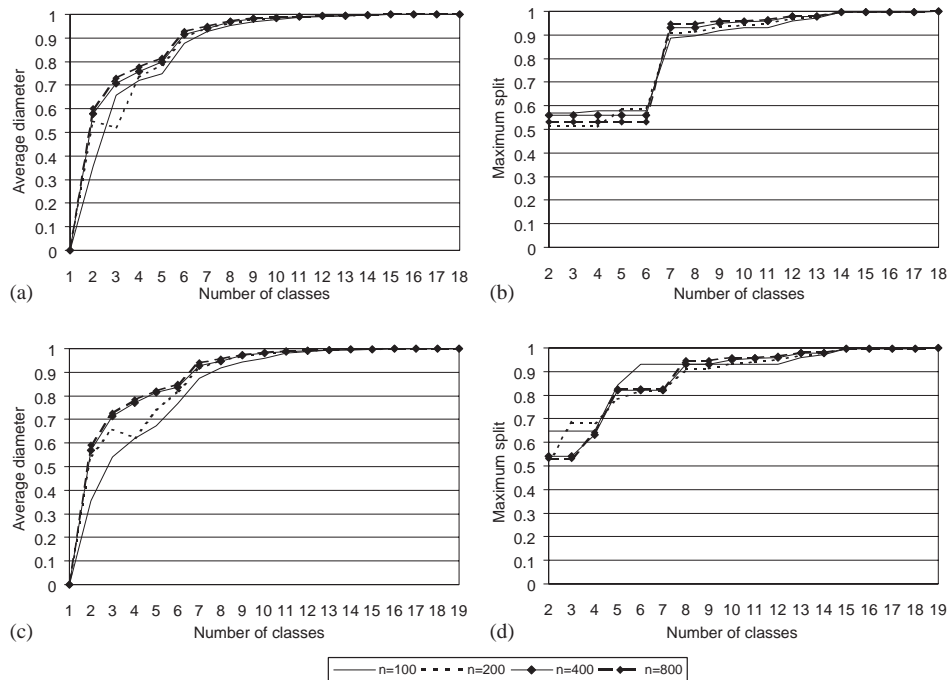 1
0.9
0.8
0.7
0.6
0.5
0.4
0.3
0.2
0.1
0
Average diameter
1 2 3 4 5 6 7 8 9 10 11 12 13 14 15 16 17 18
Number of classes
(a)
1
0.9
0.8
0.7
0.6
0.5
0.4
0.3
0.2
0.1
0
Maximum split
2 3 4 5 6 7 8 9 10 11 12 13 14 15 16 17 18
Number of classes
(b)
1
0.9
0.8
0.7
0.6
0.5
0.4
0.3
0.2
0.1
0
Average diameter
1 2 3 4 5 6 7 8 9 10 11 12 13 14 15 16 17 18 19
Number of classes
(c)
1
0.9
0.8
0.7
0.6
0.5
0.4
0.3
0.2
0.1
0
Maximum split
2 3 4 5 6 7 8 9 10 11 12 13 14 15 16 17 18 19
Number of classes
(d)
n=100 n=200 n=400 n=800